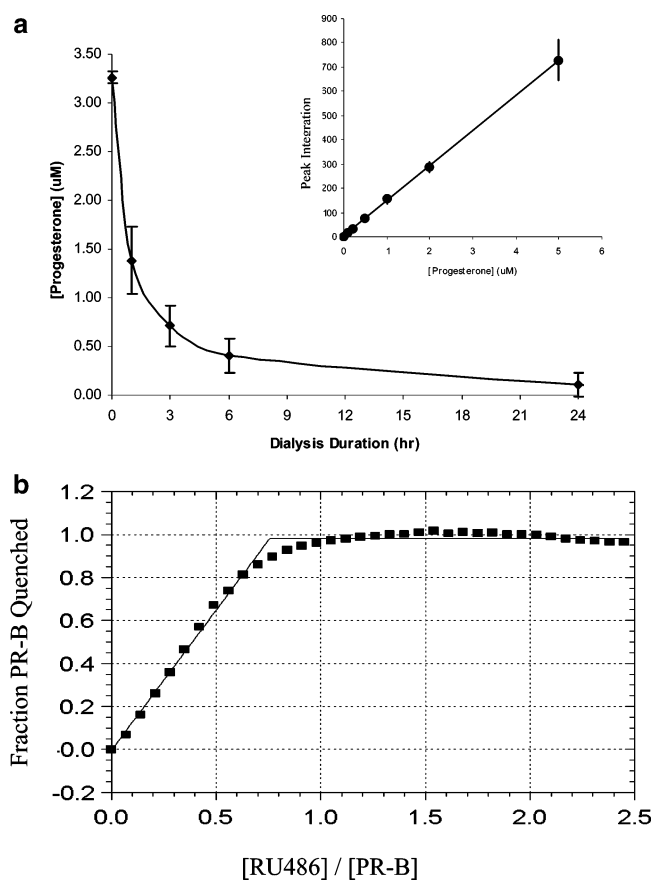 a
3.50
3.00
2.50
2.00
1.50
1.00
0.50
0.00
[Progesterone] (uM)
0 3 6 9 12 15 18 21 24
Dialysis Duration (hr)
900
800
700
600
500
400
300
200
100
0
Peak Integration
0 1 2 3 4 5 6
[Progesterone] (uM)
b
1.2
1.0
0.8
0.6
0.4
0.2
-0.0
-0.2
Fraction PR-B Quenched
0.0 0.5 1.0 1.5 2.0 2.5
[RU486] / [PR-B]